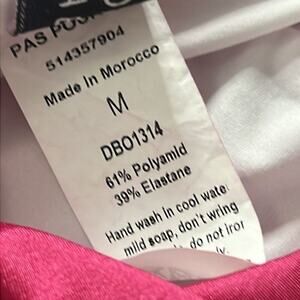 PAS
514357904
Made In Morocco
M
DBO1314
61% Polyamid
39% Elastane
Hand wash in cool wate
mild soap, don't wring
do not iror